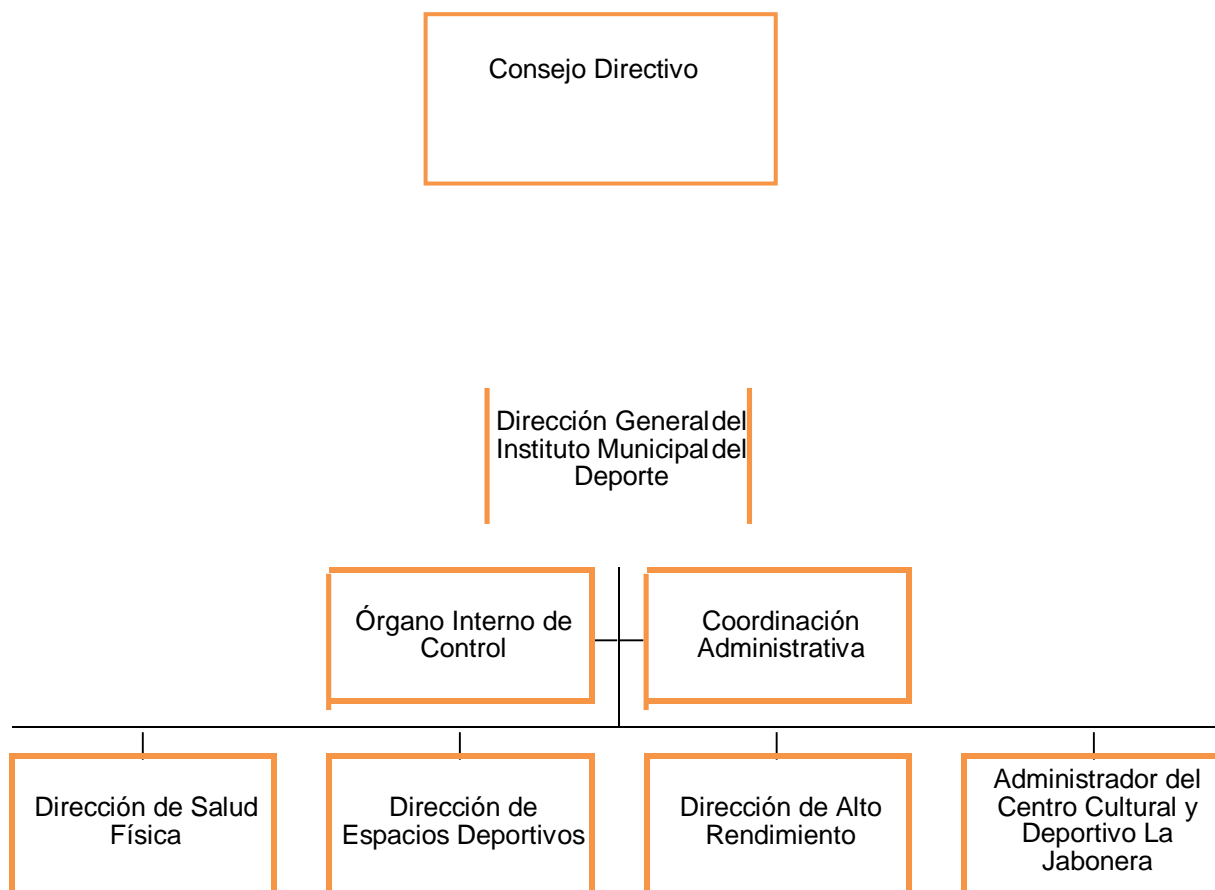 Consejo Directivo
Dirección General del
Instituto Municipal del
Deporte
Órgano Interno de
Control
Coordinación
Administrativa
Dirección de Salud
Física
Dirección de
Espacios Deportivos
Dirección de Alto
Rendimiento
Administrador del
Centro Cultural y
Deportivo La
Jabonera